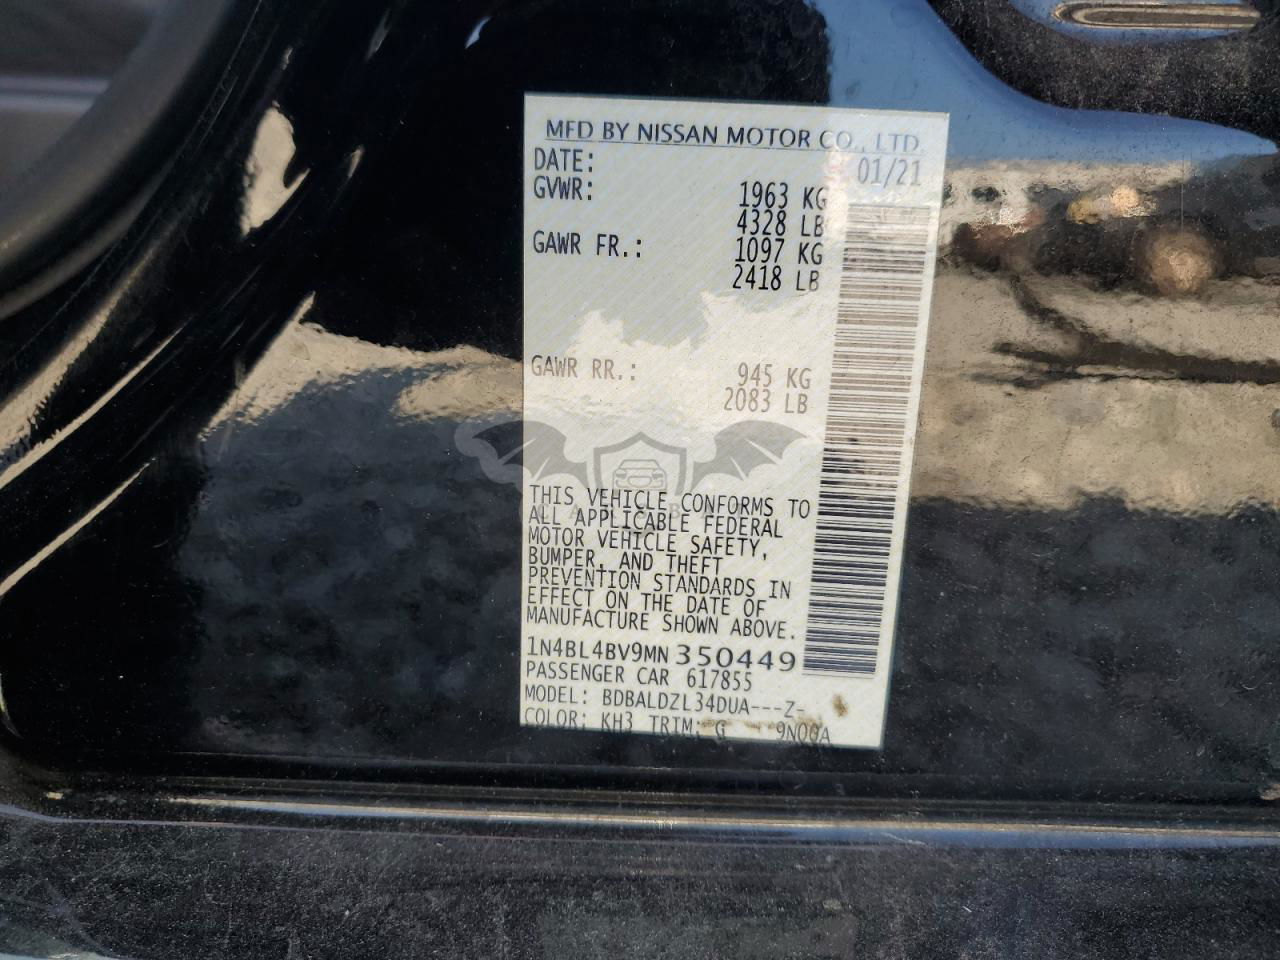 MFD BY NISSAN MOTOR CO., LTD.
DATE: 01/21
GVWR: 1963 KG
4328 LB
GAWR FR.: 1097 KG
2418 LB
GAWR RR.: 945 KG
2083 LB
THIS VEHICLE CONFORMS TO
ALL APPLICABLE FEDERAL
MOTOR VEHICLE SAFETY,
BUMPER, AND THEFT
PREVENTION STANDARDS IN
EFFECT ON THE DATE OF
MANUFACTURE SHOWN ABOVE.
1N4BL4BV9MN350449
PASSENGER CAR 617855
MODEL: BDBALDZL34DUA---Z-
COLOR: KH3 TRIM: G 9N00A